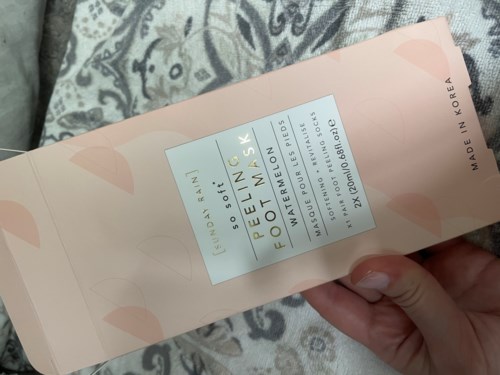 [SUNDAY RAIN]
so soft
PEELING
FOOT MASK
WATERMELON
MASQUE POUR LES PIEDS
SOFTENING + REVITALISE
x1 PAIR FOOT PEELING SOCKS
2X (20ml/0.68fl.oz) ℮
MADE IN KOREA